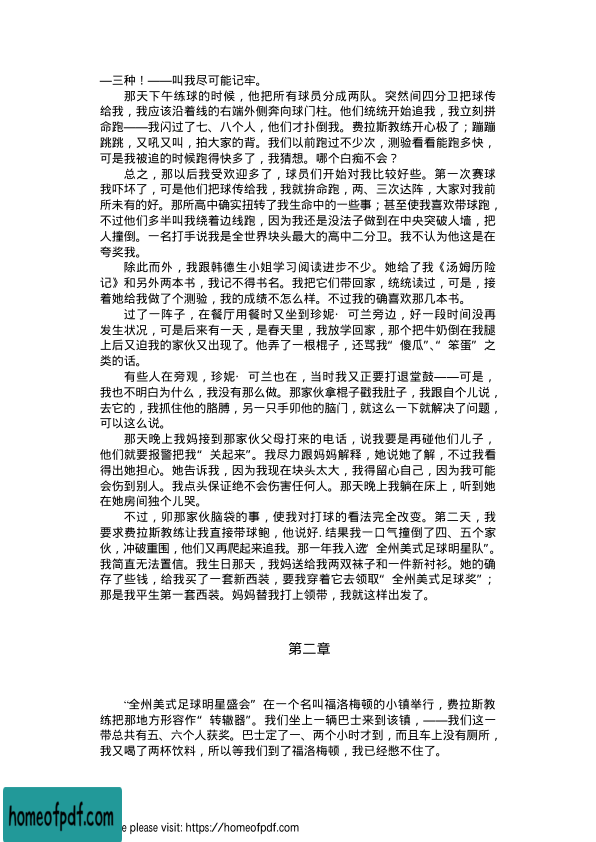 —三种！——叫我尽可能记牢。
那天下午练球的时候，他把所有球员分成两队。突然间四分卫把球传
给我，我应该沿着线的右端外侧奔向球门柱。他们统统开始追我，我立刻拼
命跑——我闪过了七、八个人，他们才扑倒我。费拉斯教练开心极了；蹦蹦
跳跳，又吼又叫，拍大家的背。我们以前跑过不少次，测验看看能跑多快，
可是我被追的时候跑得快多了，我猜想。哪个白痴不会？
总之，那以后我受欢迎多了，球员们开始对我比较好些。第一次赛球
我吓坏了，可是他们把球传给我，我就拚命跑，两、三次达阵，大家对我前
所未有的好。那所高中确实扭转了我生命中的一些事；甚至使我喜欢带球跑，
不过他们多半叫我绕着边线跑，因为我还是没法子做到在中央突破人墙，把
人撞倒。一名打手说我是全世界块头最大的高中二分卫。我不认为他这是在
夸奖我。
除此而外，我跟韩德生小姐学习阅读进步不少。她给了我《汤姆历险
记》和另外两本书，我记不得书名。我把它们带回家，统统读过，可是，接
着她给我做了个测验，我的成绩不怎么样。不过我的确喜欢那几本书。
过了一阵子，在餐厅用餐时又坐到珍妮· 可兰旁边，好一段时间没再
发生状况，可是后来有一天，是春天里，我放学回家，那个把牛奶倒在我腿
上后又迫我的家伙又出现了。他弄了一根棍子，还骂我“ 傻瓜”、“ 笨蛋” 之
类的话。
有些人在旁观，珍妮· 可兰也在，当时我又正要打退堂鼓——可是，
我也不明白为什么，我没有那么做。那家伙拿棍子戳我肚子，我跟自个儿说，
去它的，我抓住他的胳膊，另一只手卯他的脑门，就这么一下就解决了问题，
可以这么说。
那天晚上我妈接到那家伙父母打来的电话，说我要是再碰他们儿子，
他们就要报警把我“ 关起来”。我尽力跟妈妈解释，她说她了解，不过我看
得出她担心。她告诉我，因为我现在块头太大，我得留心自己，因为我可能
会伤到别人。我点头保证绝不会伤害任何人。那天晚上我躺在床上，听到她
在她房间独个儿哭。
不过，卯那家伙脑袋的事，使我对打球的看法完全改变。第二天，我
要求费拉斯教练让我直接带球鲍，他说好. 结果我一口气撞倒了四、五个家
伙，冲破重围，他们又再爬起来追我。那一年我入选“ 全州美式足球明星队”。
我简直无法置信。我生日那天，我妈送给我两双袜子和一件新衬衫。她的确
存了些钱，给我买了一套新西装，要我穿着它去领取“ 全州美式足球奖”；
那是我平生第一套西装。妈妈替我打上领带，我就这样出发了。
第二章
“全州美式足球明星盛会” 在一个名叫福洛梅顿的小镇举行，费拉斯教
练把那地方形容作“ 转辙器”。我们坐上一辆巴士来到该镇，——我们这一
带总共有五、六个人获奖。巴士定了一、两个小时才到，而且车上没有厕所，
我又喝了两杯饮料，所以等我们到了福洛梅顿，我已经憋不住了。
homeofpdf.com
e please visit: https://homeofpdf.com